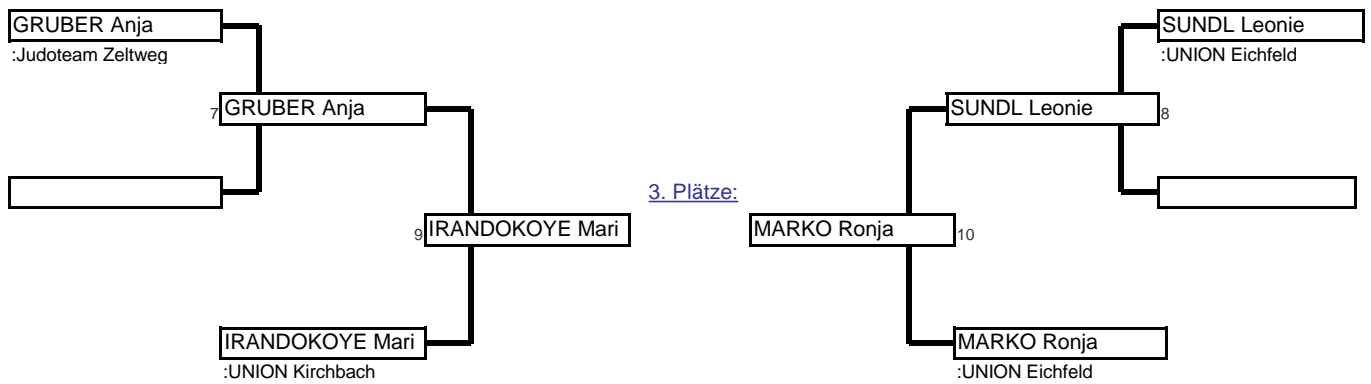 GRUBER Anja
:Judoteam Zeltweg
SUNDL Leonie
:UNION Eichfeld
7 GRUBER Anja
SUNDL Leonie 8
3. Plätze:
9 IRANDOKOYE Mari
MARKO Ronja 10
IRANDOKOYE Mari
:UNION Kirchbach
MARKO Ronja
:UNION Eichfeld